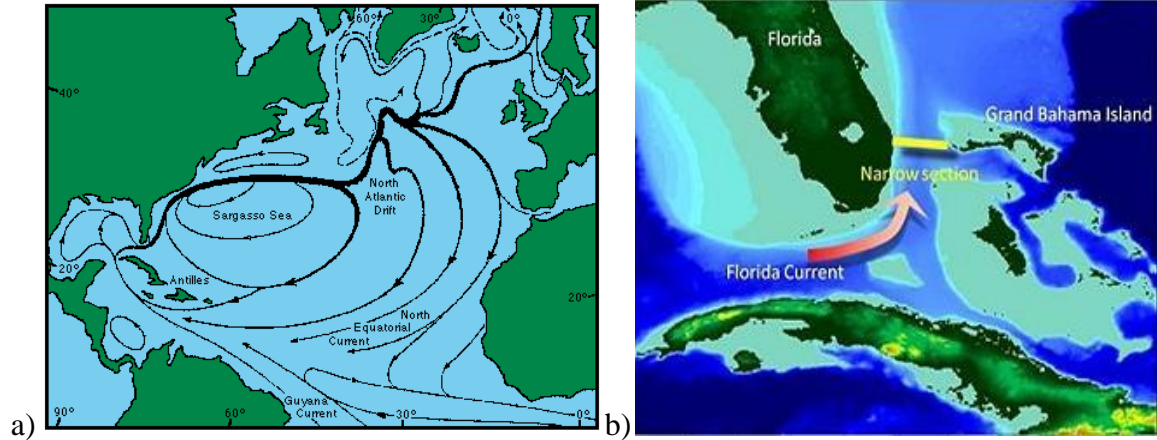 60°
30°
0°
40°
Sargasso Sea
North
Atlantic
Drift
20°
Antilles
20°
North
Equatorial
Current
Guyana
Current
90°
60°
30°
0°
a)
Florida
Grand Bahama Island
Narrow section
Florida Current
b)